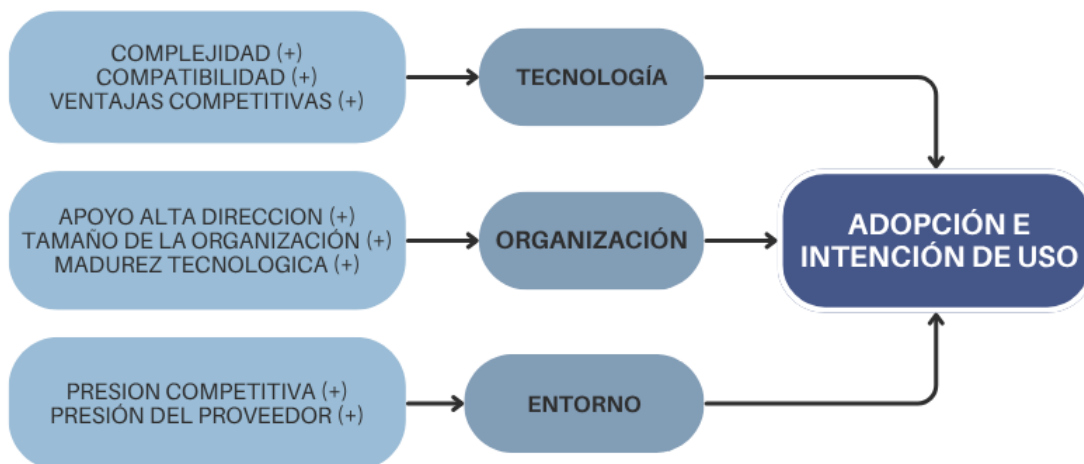 COMPLEJIDAD (+)
COMPATIBILIDAD (+)
VENTAJAS COMPETITIVAS (+)
TECNOLOGÍA
APOYO ALTA DIRECCION (+)
TAMAÑO DE LA ORGANIZACIÓN (+)
MADUREZ TECNOLOGICA (+)
ORGANIZACIÓN
ADOPCIÓN E
INTENCIÓN DE USO
PRESION COMPETITIVA (+)
PRESIÓN DEL PROVEEDOR (+)
ENTORNO